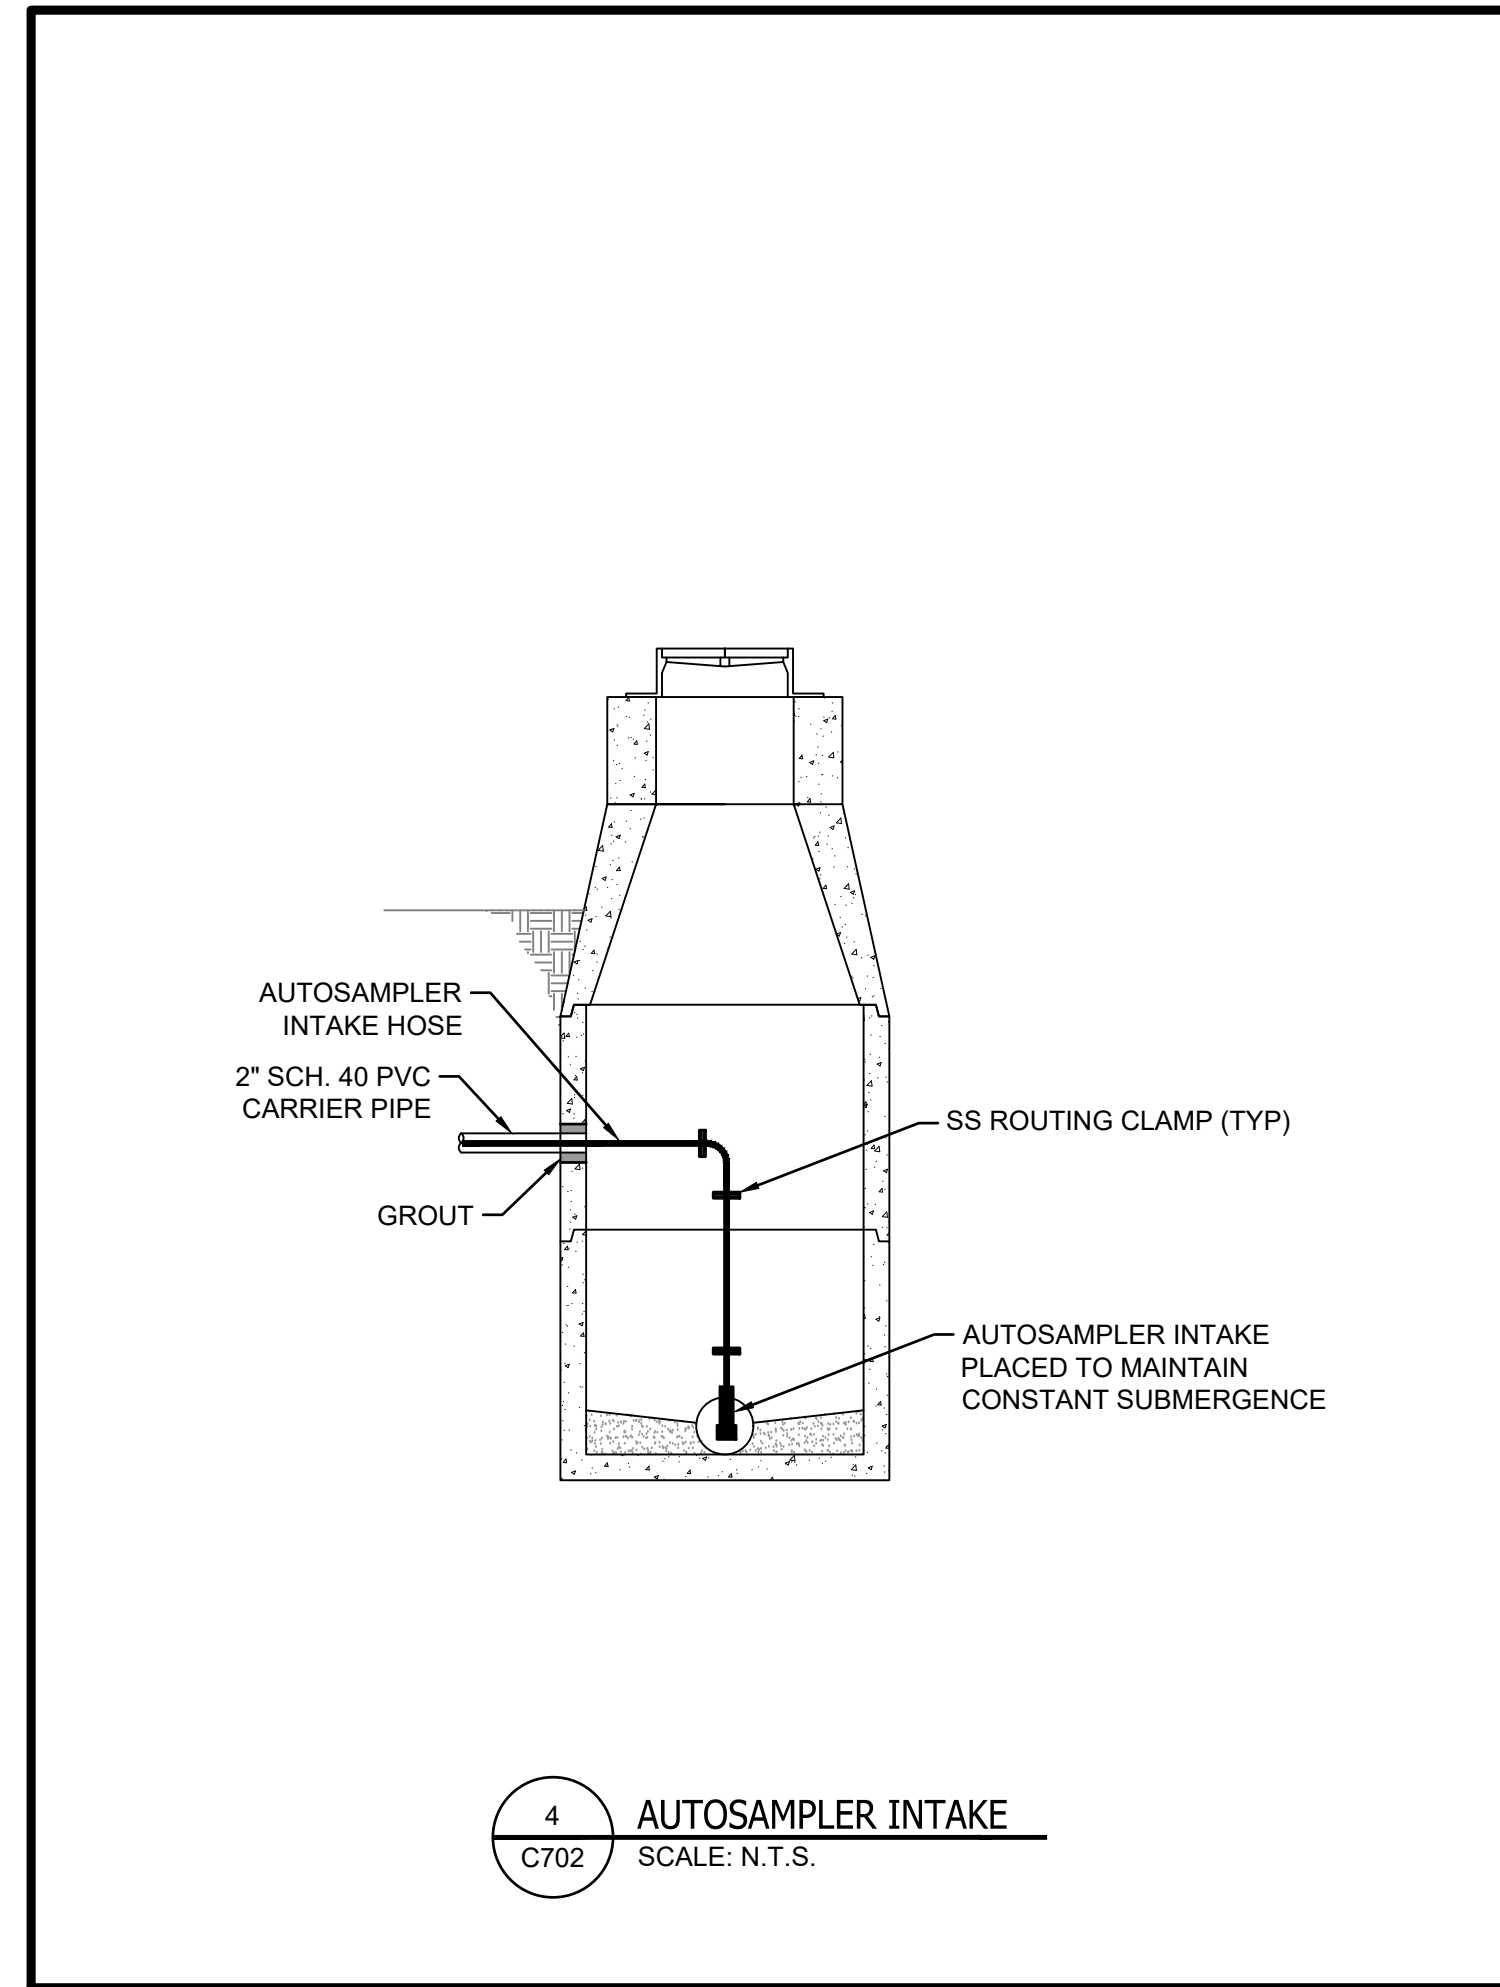 AUTOSAMPLER
INTAKE HOSE
2" SCH. 40 PVC
CARRIER PIPE
GROUT
SS ROUTING CLAMP (TYP)
AUTOSAMPLER INTAKE
PLACED TO MAINTAIN
CONSTANT SUBMERGENCE
4
C702
AUTOSAMPLER INTAKE
SCALE: N.T.S.